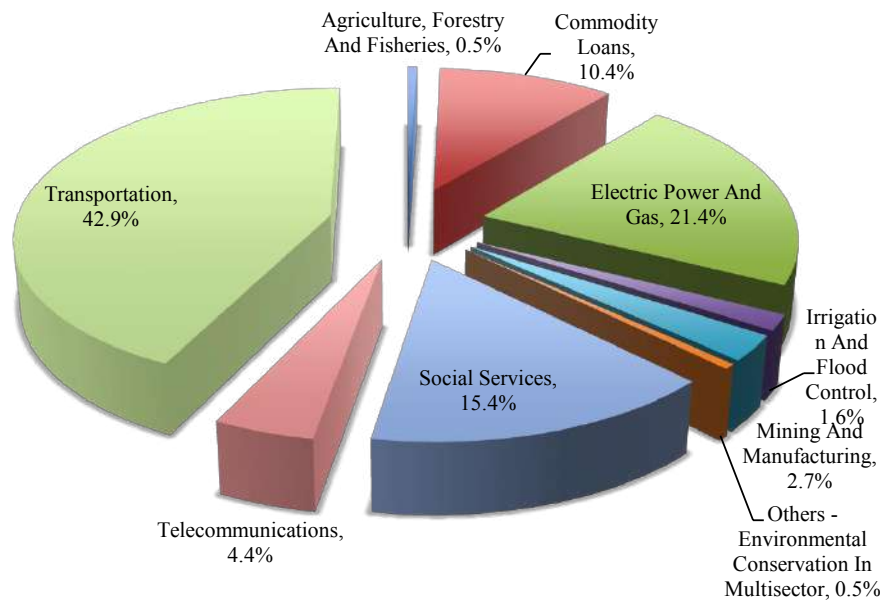 Agriculture, Forestry
And Fisheries, 0.5%
Commodity
Loans,
10.4%
Electric Power And
Gas, 21.4%
Irrigatio
n And
Flood
Control,
1.6%
Mining And
Manufacturing,
2.7%
Others -
Environmental
Conservation In
Multisector, 0.5%
Social Services,
15.4%
Telecommunications,
4.4%
Transportation,
42.9%